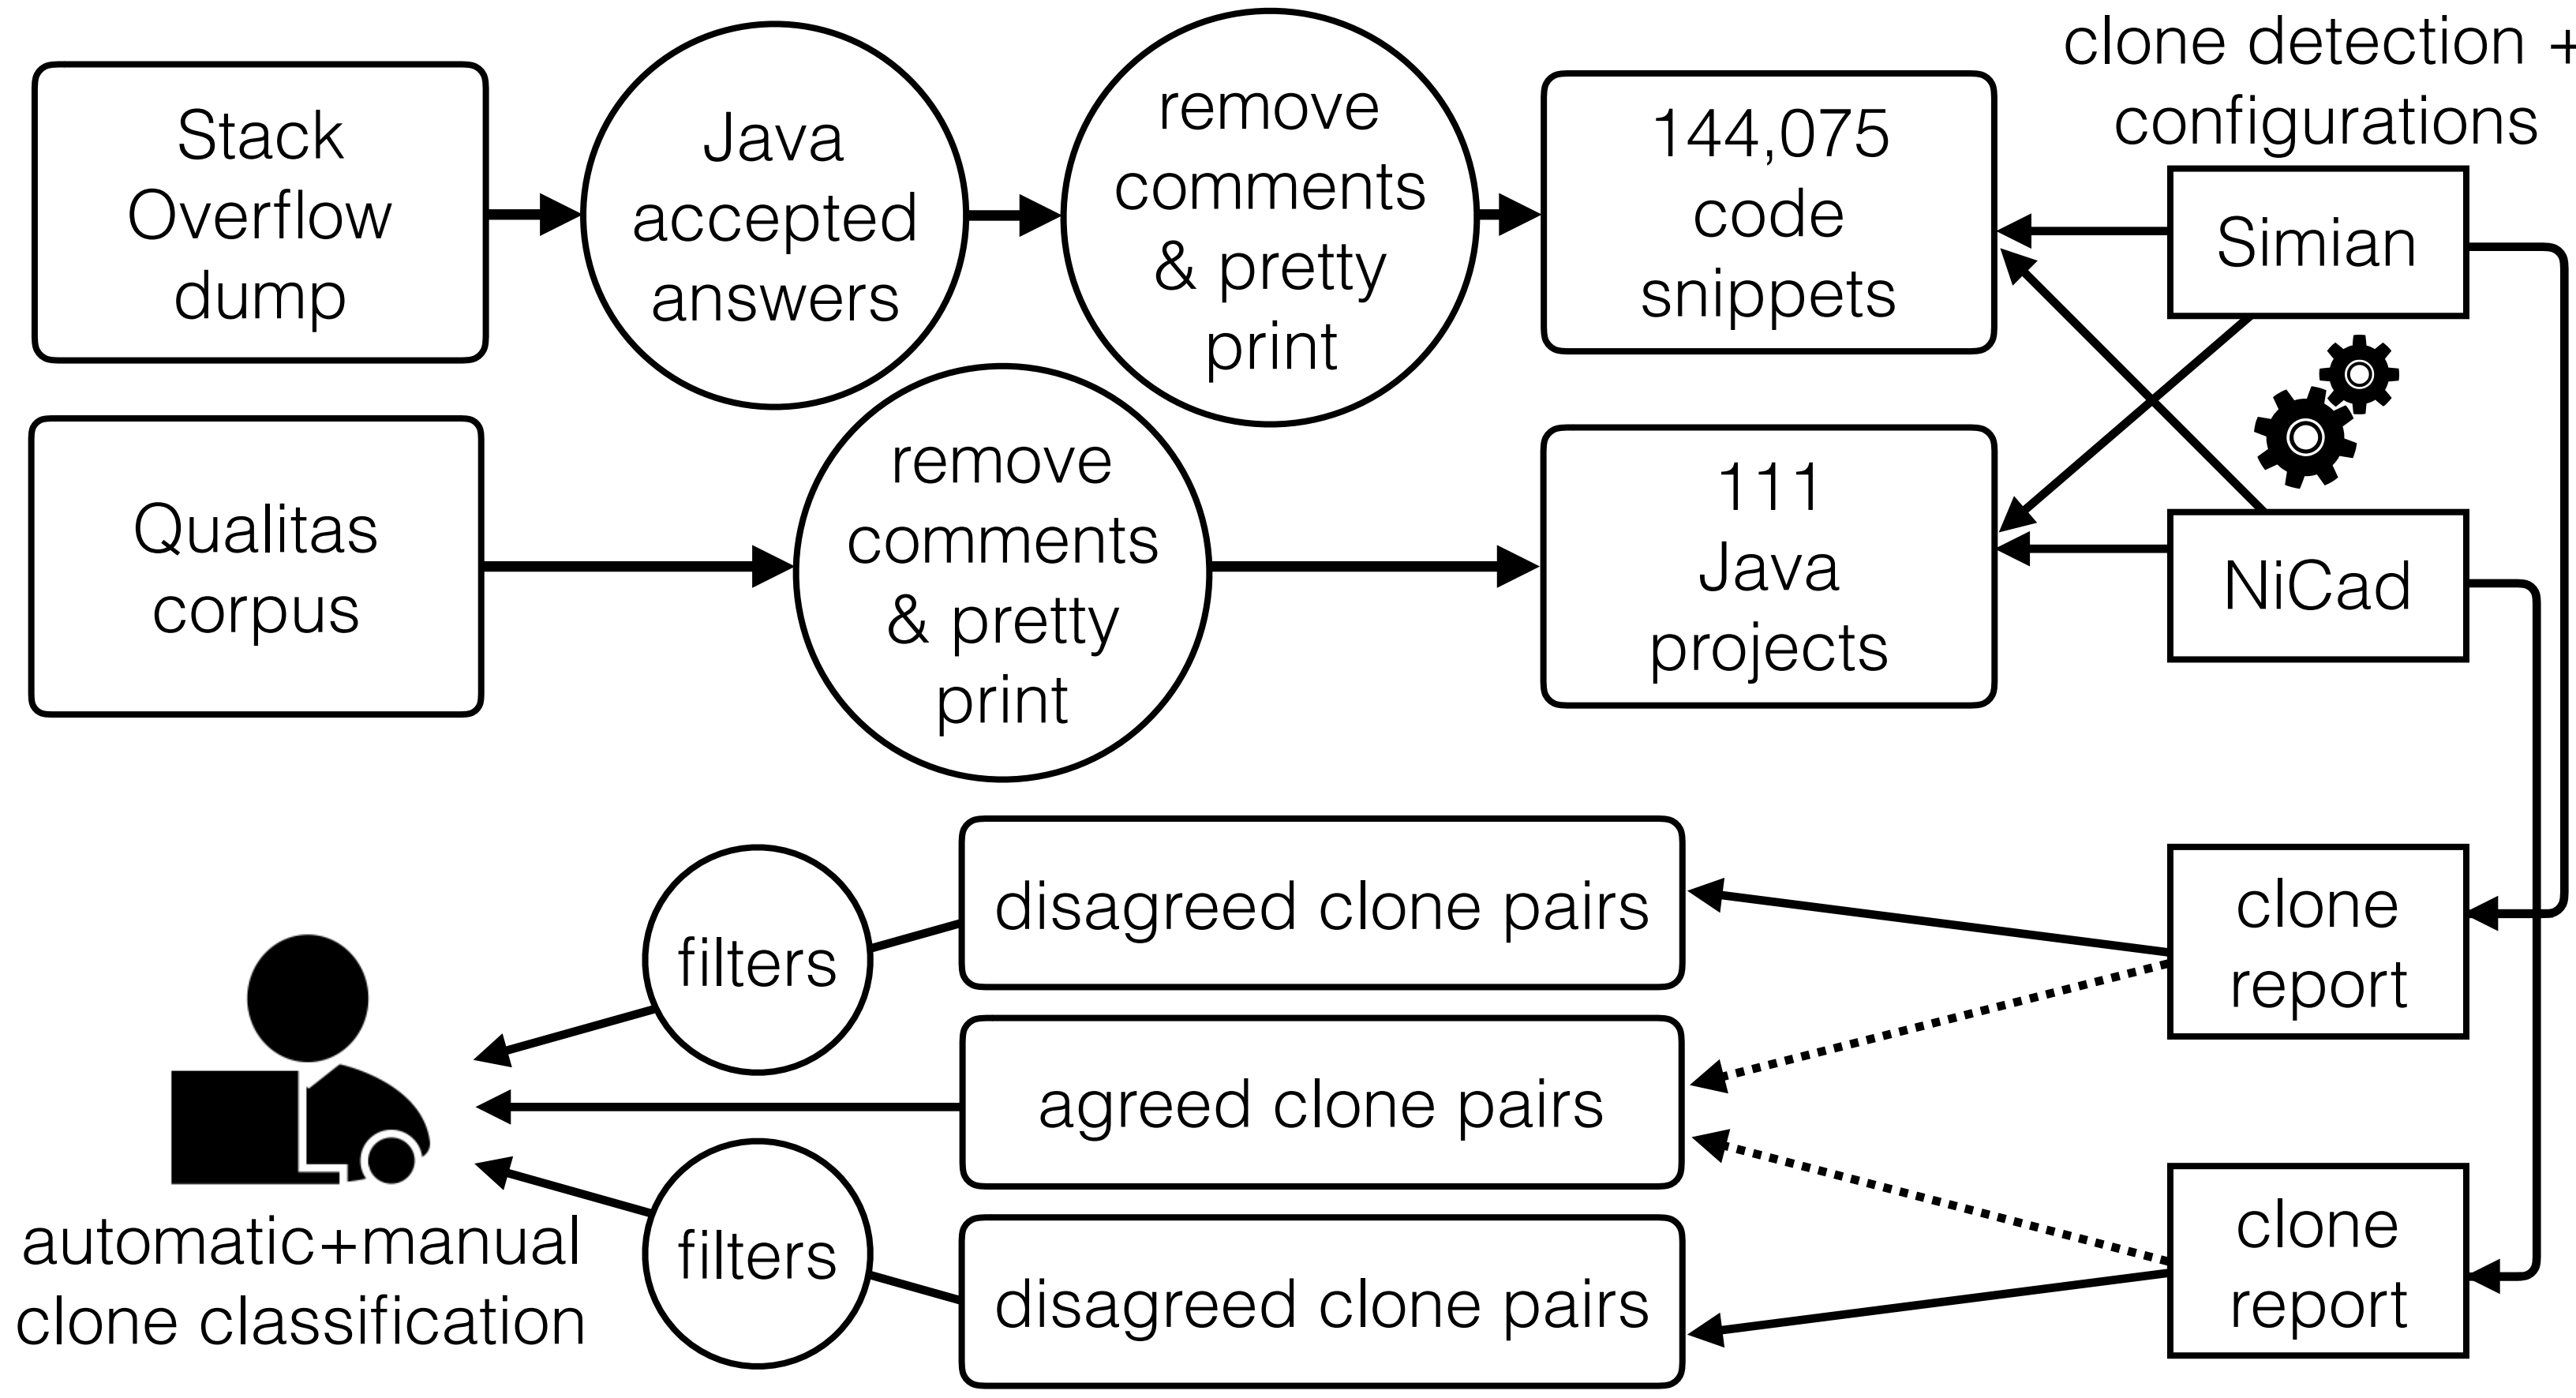 Stack
Overflow
dump
Java
accepted
answers
remove
comments
& pretty
print
144,075
code
snippets
clone detection +
configurations
Simian
Qualitas
corpus
remove
comments
& pretty
print
111
Java
projects
NiCad
disagreed clone pairs
clone
report
filters
agreed clone pairs
filters
disagreed clone pairs
clone
report
automatic+manual
clone classification